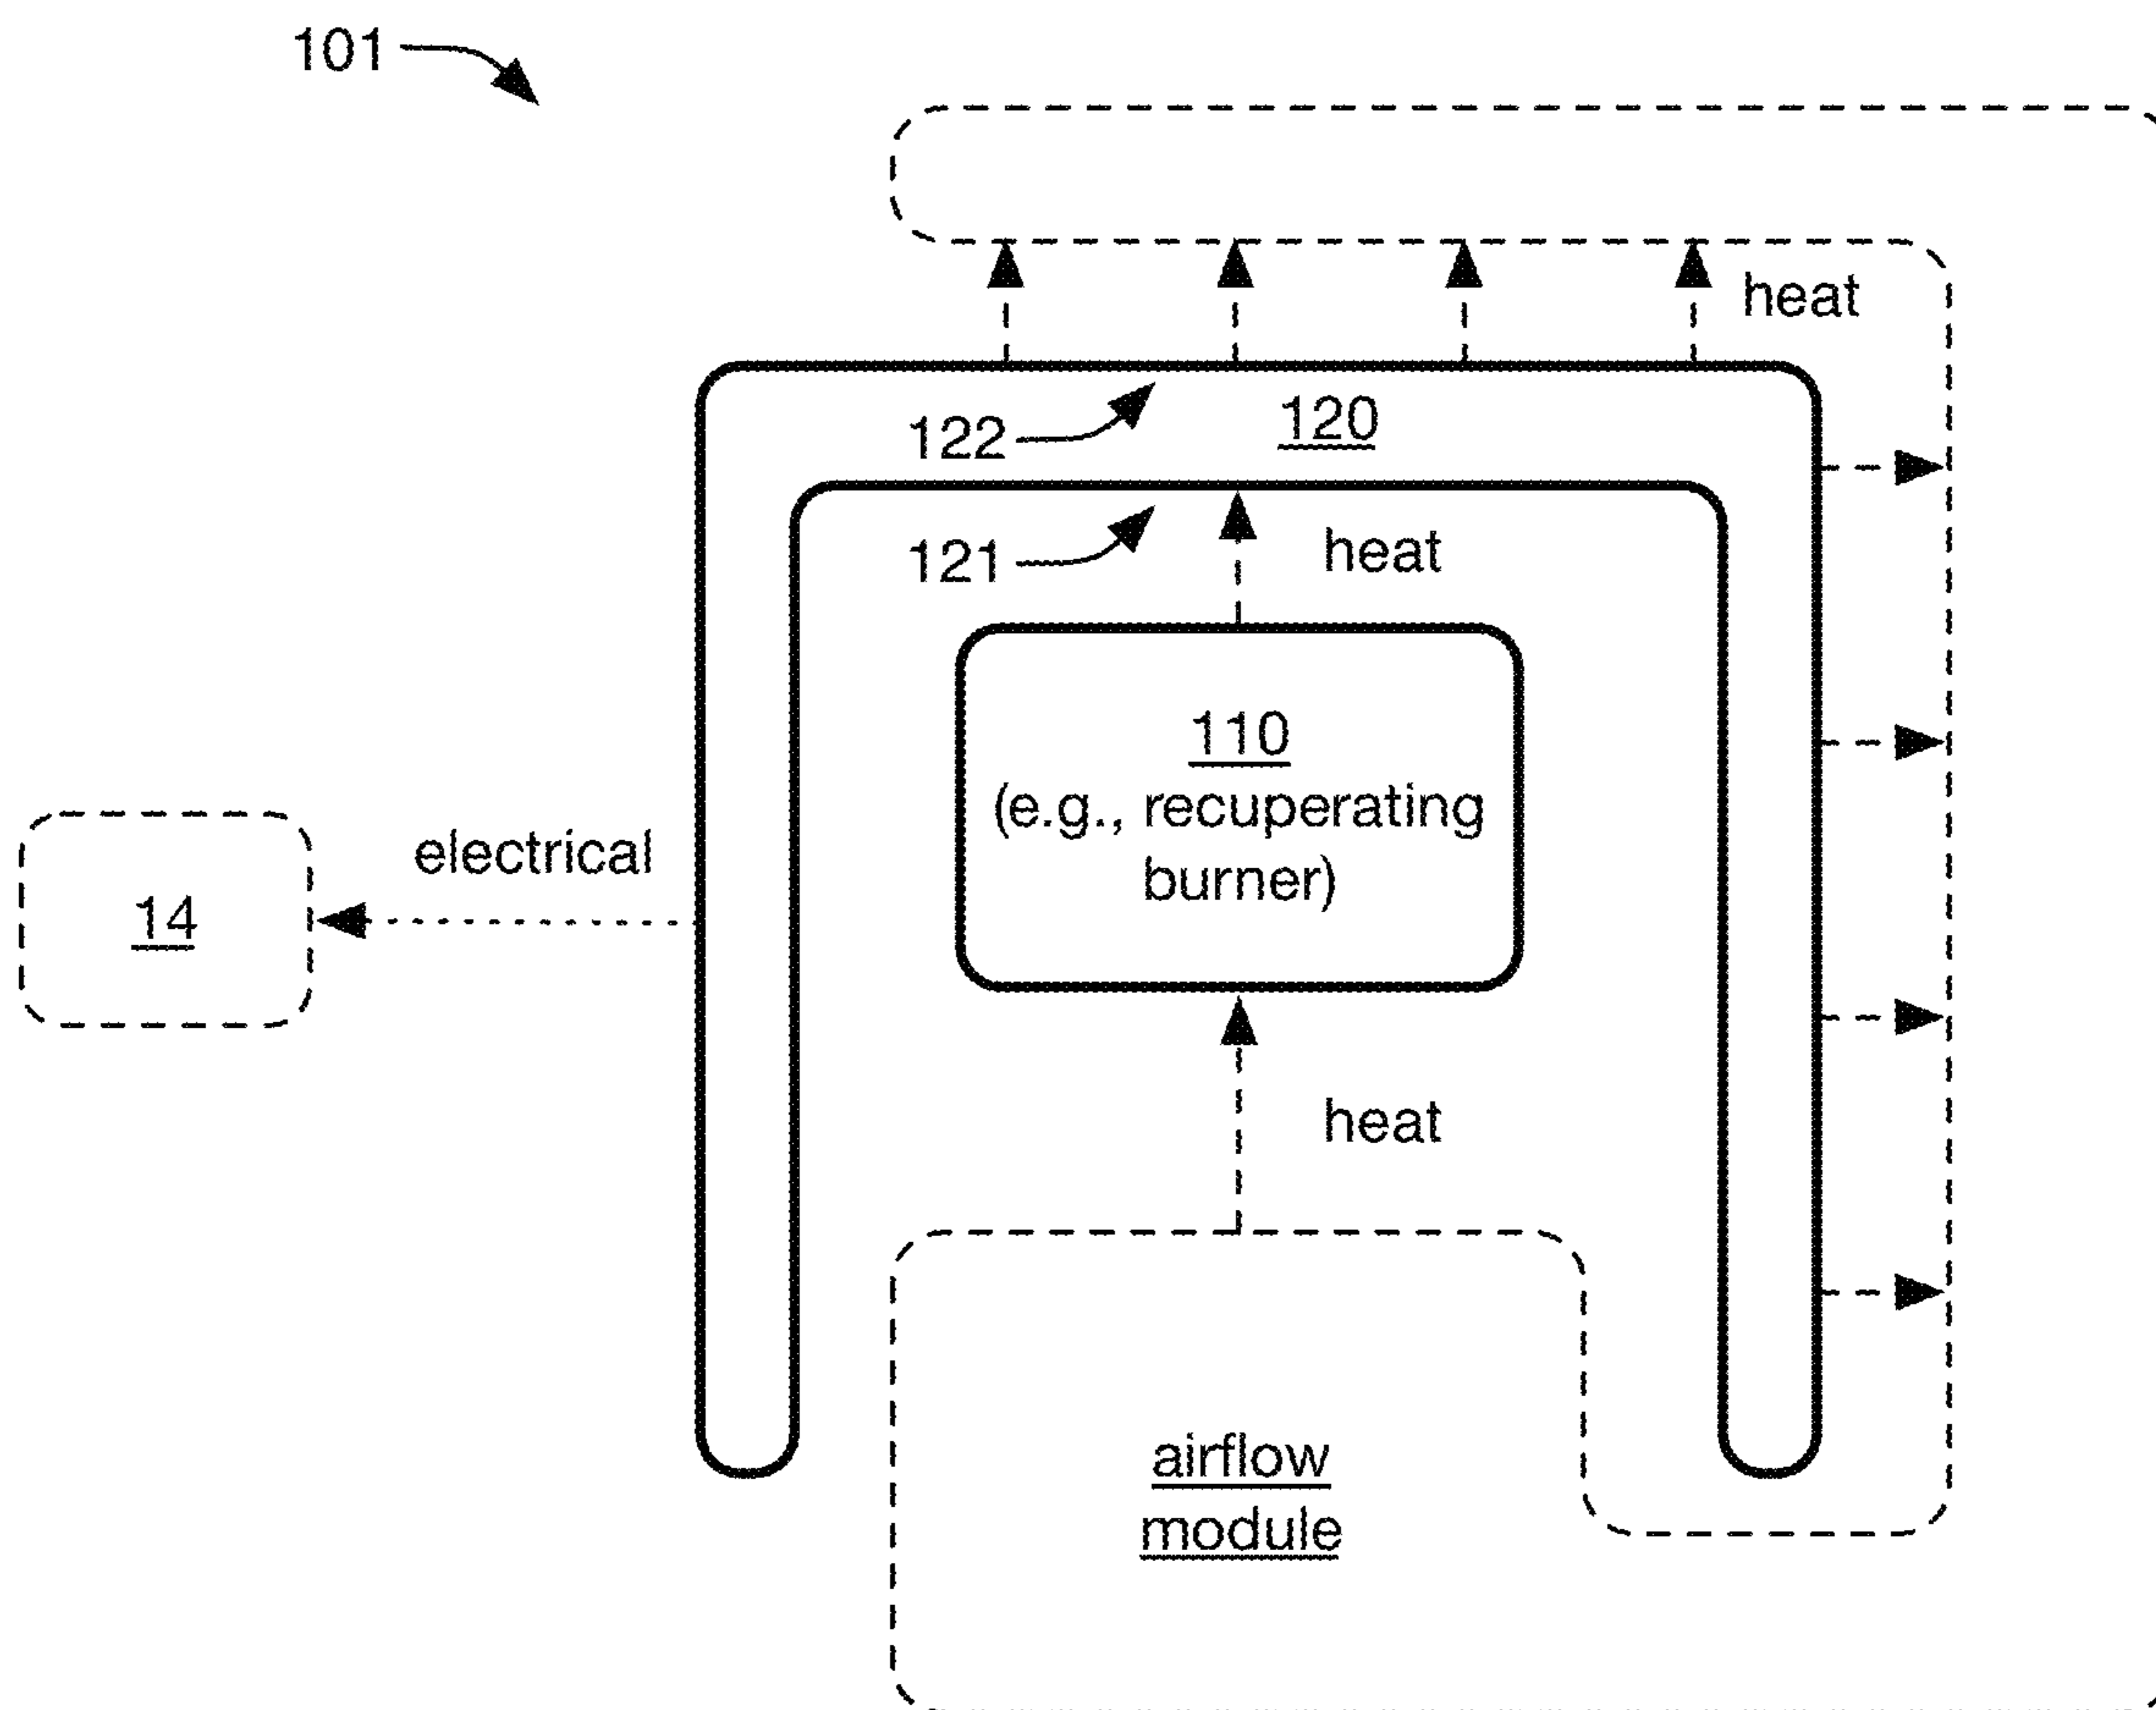 101
heat
122
120
121
heat
110
(e.g., recuperating
burner)
electrical
14
heat
airflow
module